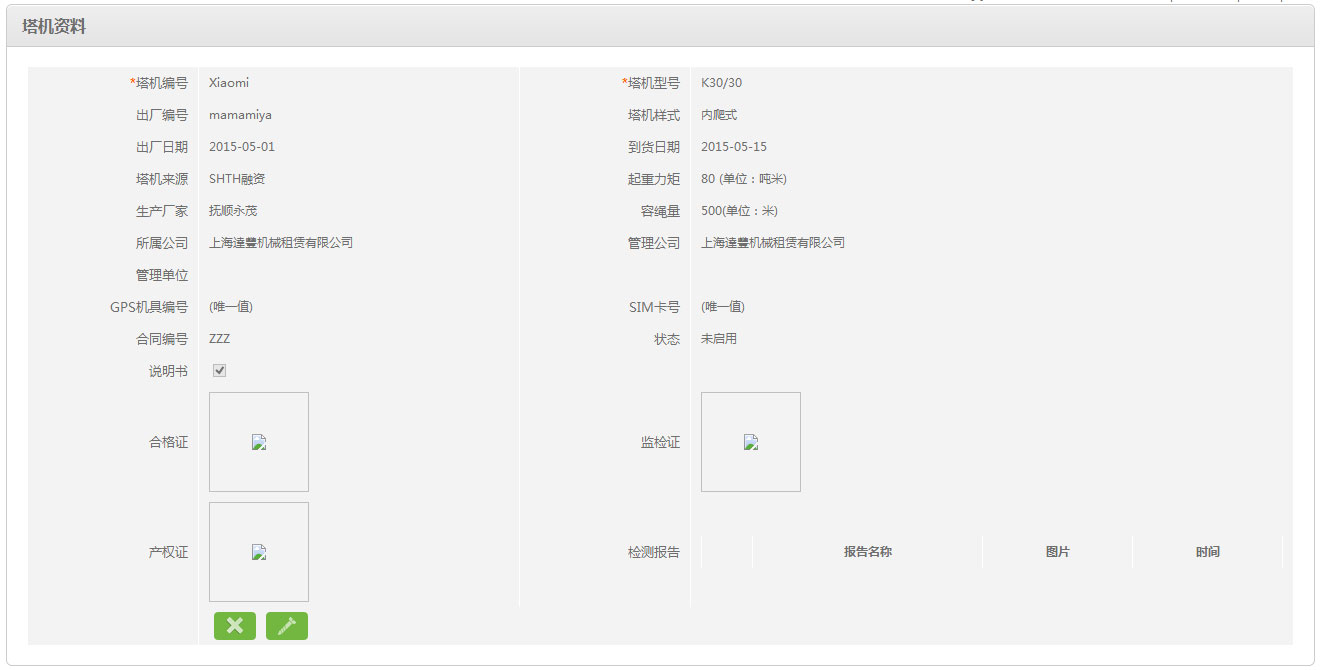 塔机资料
*塔机编号 Xiaomi *塔机型号 K30/30
出厂编号 mamamiya 塔机样式 内爬式
出厂日期 2015-05-01 到货日期 2015-05-15
塔机来源 SHTH融资 起重力矩 80 (单位：吨米)
生产厂家 抚顺永茂 容绳量 500(单位：米)
所属公司 上海達豐机械租赁有限公司 管理公司 上海達豐机械租赁有限公司
管理单位
GPS机具编号 (唯一值) SIM卡号 (唯一值)
合同编号 ZZZ 状态 未启用
说明书
合格证 监检证
产权证 检测报告 报告名称 图片 时间